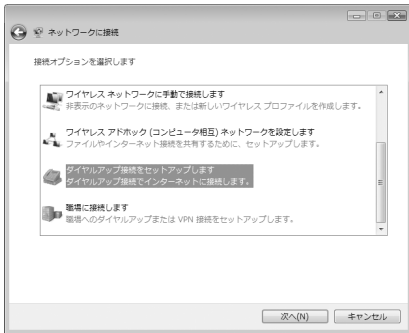 ネットワークに接続
接続オプションを選択します
ワイヤレス ネットワークに手動で接続します
非表示のネットワークに接続、または新しいワイヤレス プロファイルを作成します。
ワイヤレス アドホック (コンピュータ相互) ネットワークを設定します
ファイルやインターネット接続を共有するために、セットアップします。
ダイヤルアップ接続をセットアップします
ダイヤルアップ接続でインターネットに接続します。
職場に接続します
職場へのダイヤルアップまたは VPN 接続をセットアップします。
次へ(N)
キャンセル